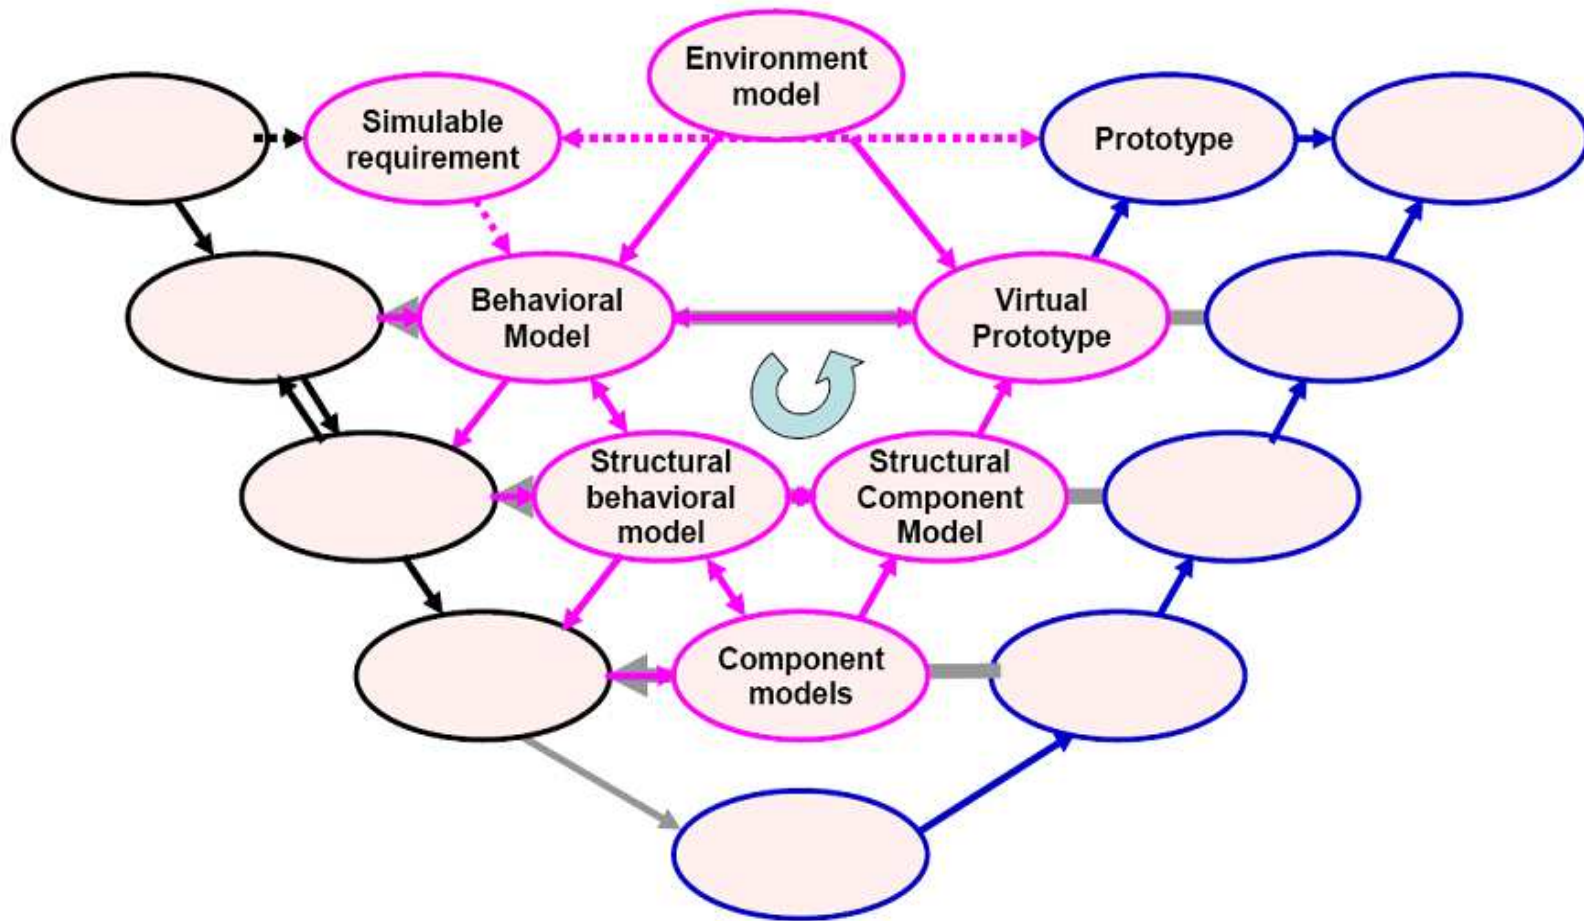 Environment
model
Simulable
requirement
Prototype
Behavioral
Model
Virtual
Prototype
Structural
behavioral
model
Structural
Component
Model
Component
models